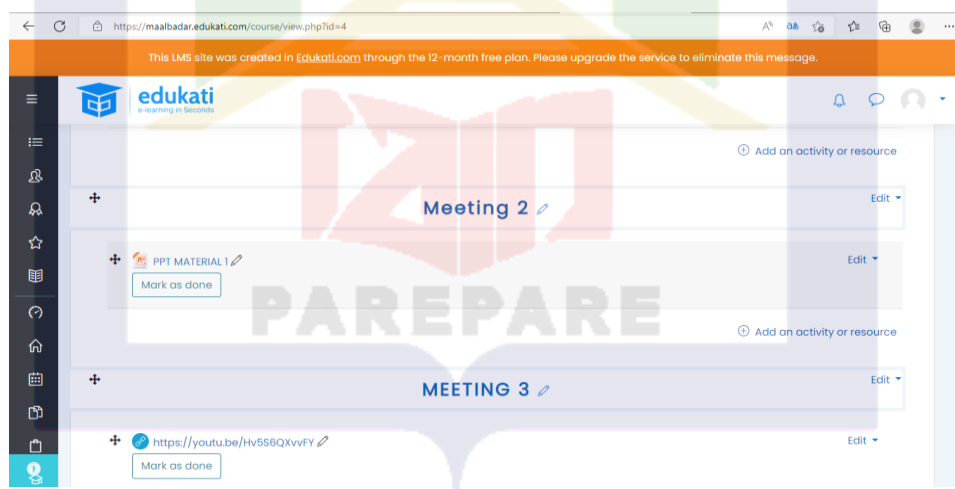 https://maalbadar.edukati.com/course/view.php?id=4
This LMS site was created in Edukati.com through the 12-month free plan. Please upgrade the service to eliminate this message.
edukati
e-learning in Seconds
Add an activity or resource
Meeting 2
Edit
PPT MATERIAL 1
Edit
Mark as done
PAREPARE
Add an activity or resource
MEETING 3
Edit
https://youtu.be/Hv5S6QXvvFY
Edit
Mark as done